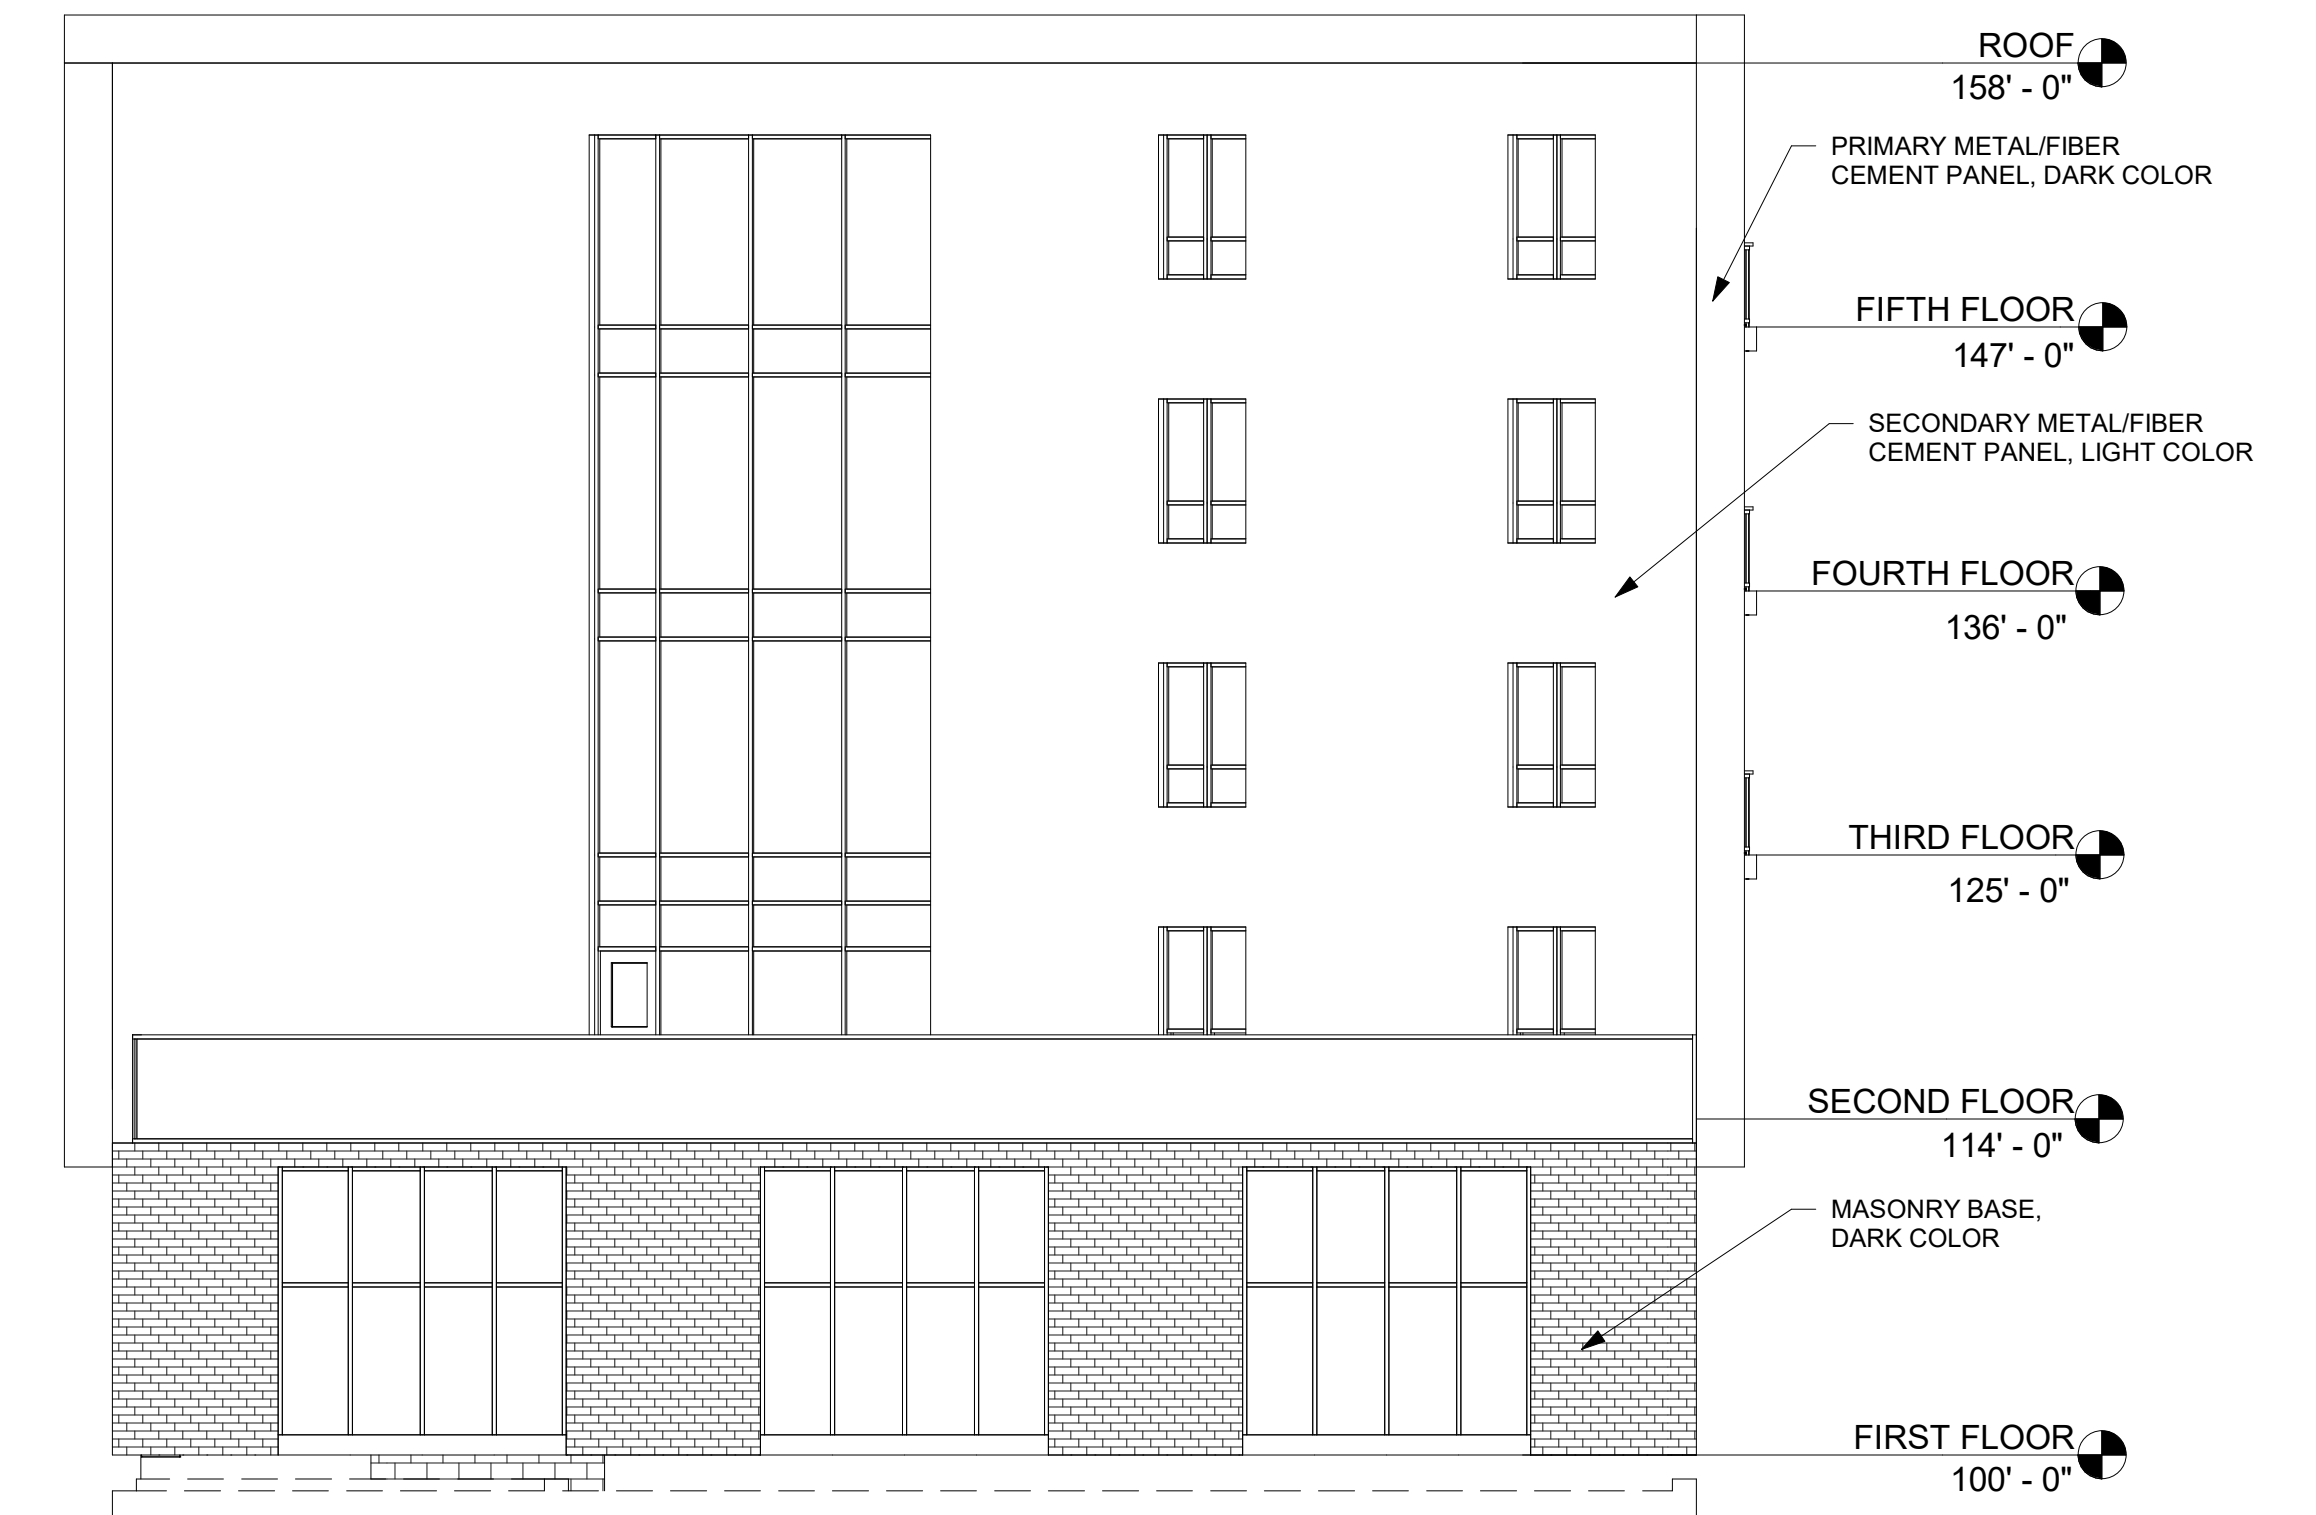 ROOF
158' - 0"
PRIMARY METAL/FIBER
CEMENT PANEL, DARK COLOR
FIFTH FLOOR
147' - 0"
SECONDARY METAL/FIBER
CEMENT PANEL, LIGHT COLOR
FOURTH FLOOR
136' - 0"
THIRD FLOOR
125' - 0"
SECOND FLOOR
114' - 0"
MASONRY BASE,
DARK COLOR
FIRST FLOOR
100' - 0"